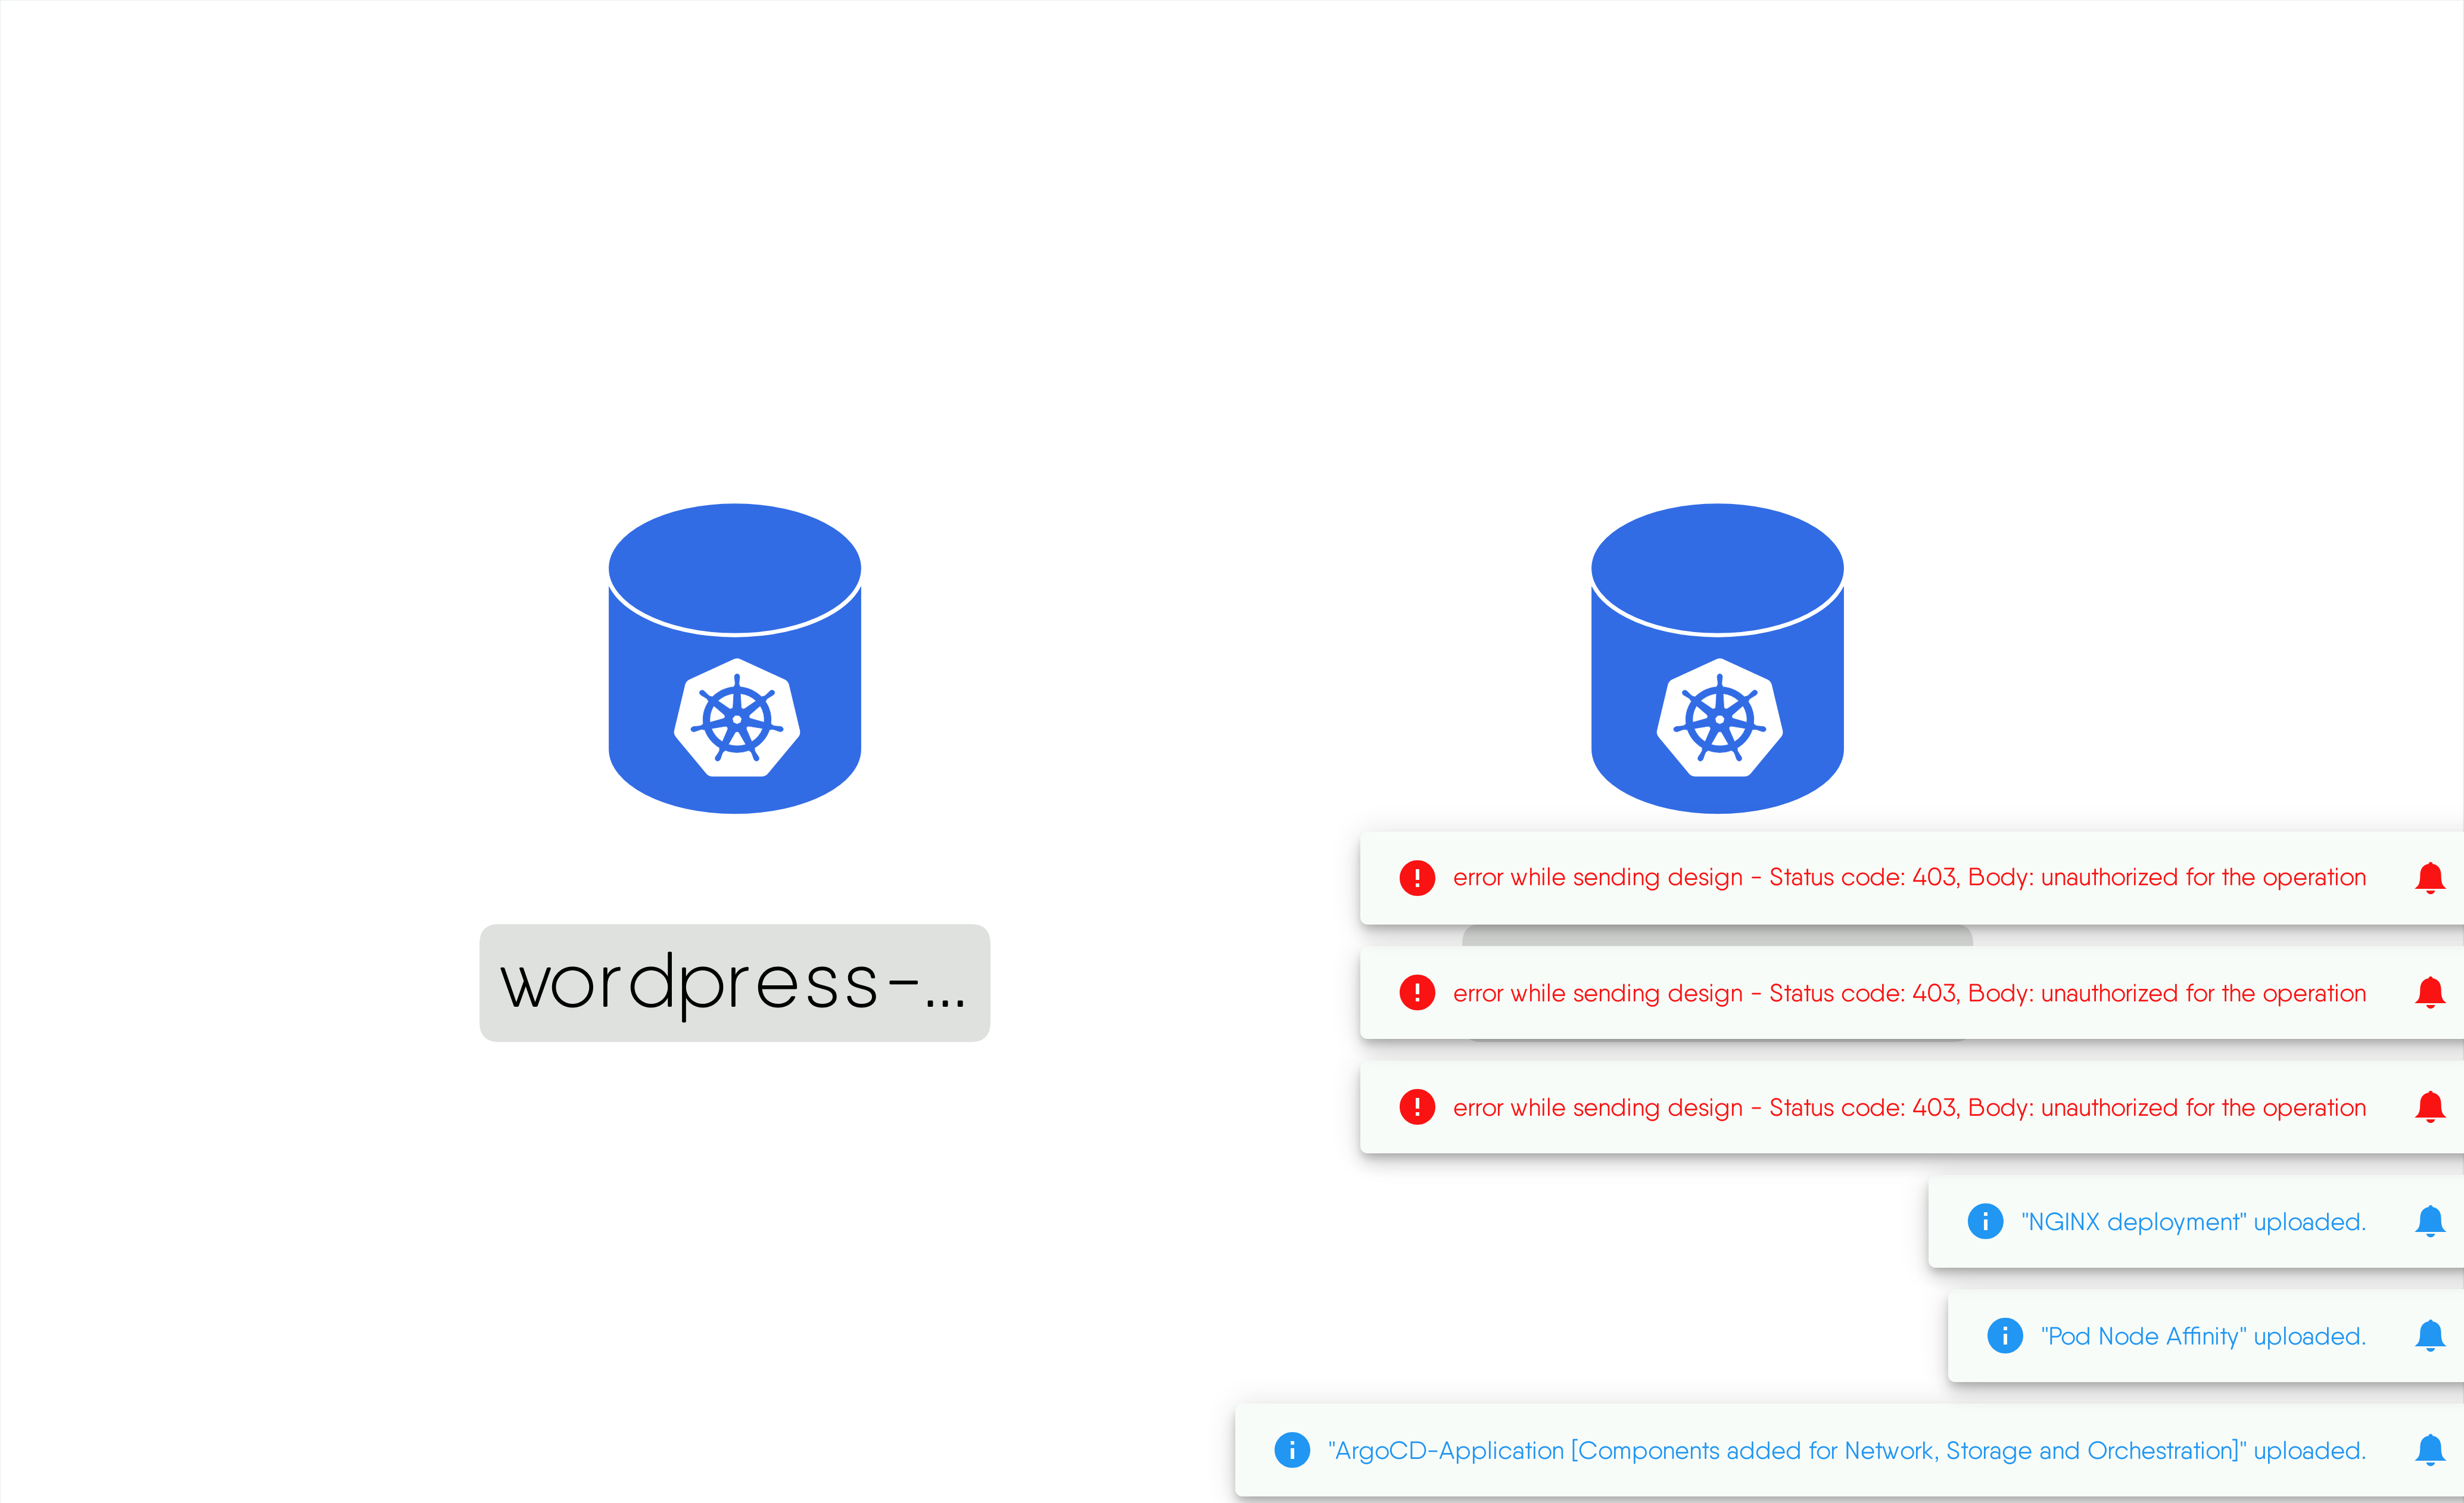 wordpress-...
error while sending design - Status code: 403, Body: unauthorized for the operation
error while sending design - Status code: 403, Body: unauthorized for the operation
error while sending design - Status code: 403, Body: unauthorized for the operation
"NGINX deployment" uploaded.
"Pod Node Affinity" uploaded.
"ArgoCD-Application [Components added for Network, Storage and Orchestration]" uploaded.